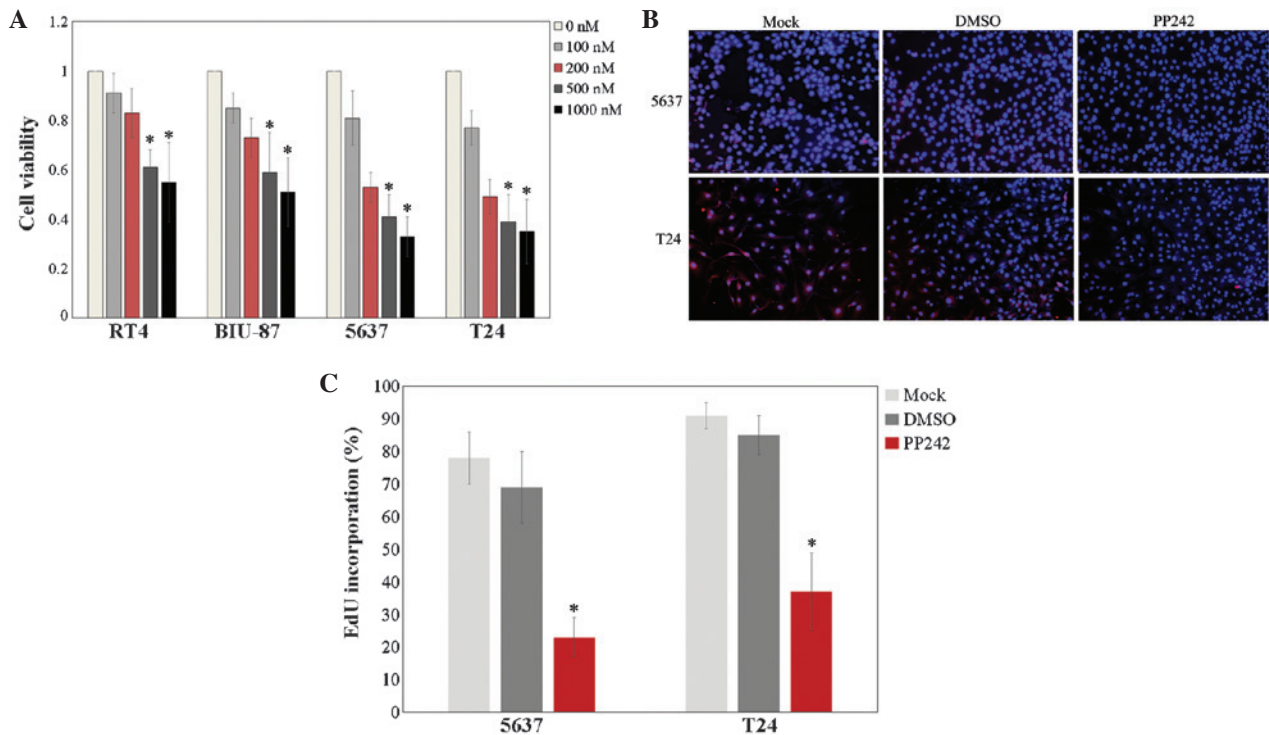 A
1.2
1
0.8
0.6
0.4
0.2
0
Cell viability
* * * * * * * *
RT4 BIU-87 5637 T24
0 nM
100 nM
200 nM
500 nM
1000 nM
B
Mock DMSO PP242
5637
T24
C
100
90
80
70
60
50
40
30
20
10
0
EdU incorporation (%)
* *
5637 T24
Mock
DMSO
PP242